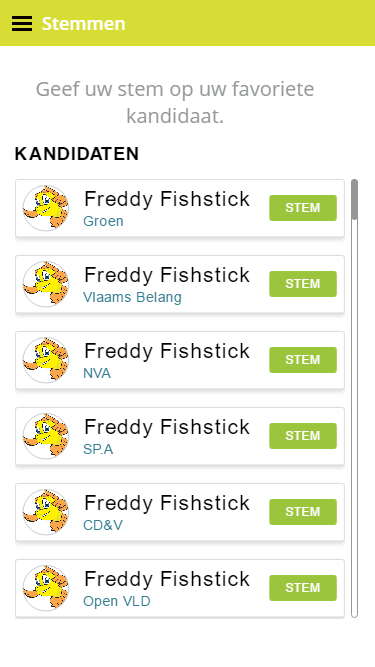 Stemmen
Geef uw stem op uw favoriete
kandidaat.
KANDIDATEN
Freddy Fishstick
Groen
STEM
Freddy Fishstick
Vlaams Belang
STEM
Freddy Fishstick
NVA
STEM
Freddy Fishstick
SP.A
STEM
Freddy Fishstick
CD&V
STEM
Freddy Fishstick
Open VLD
STEM